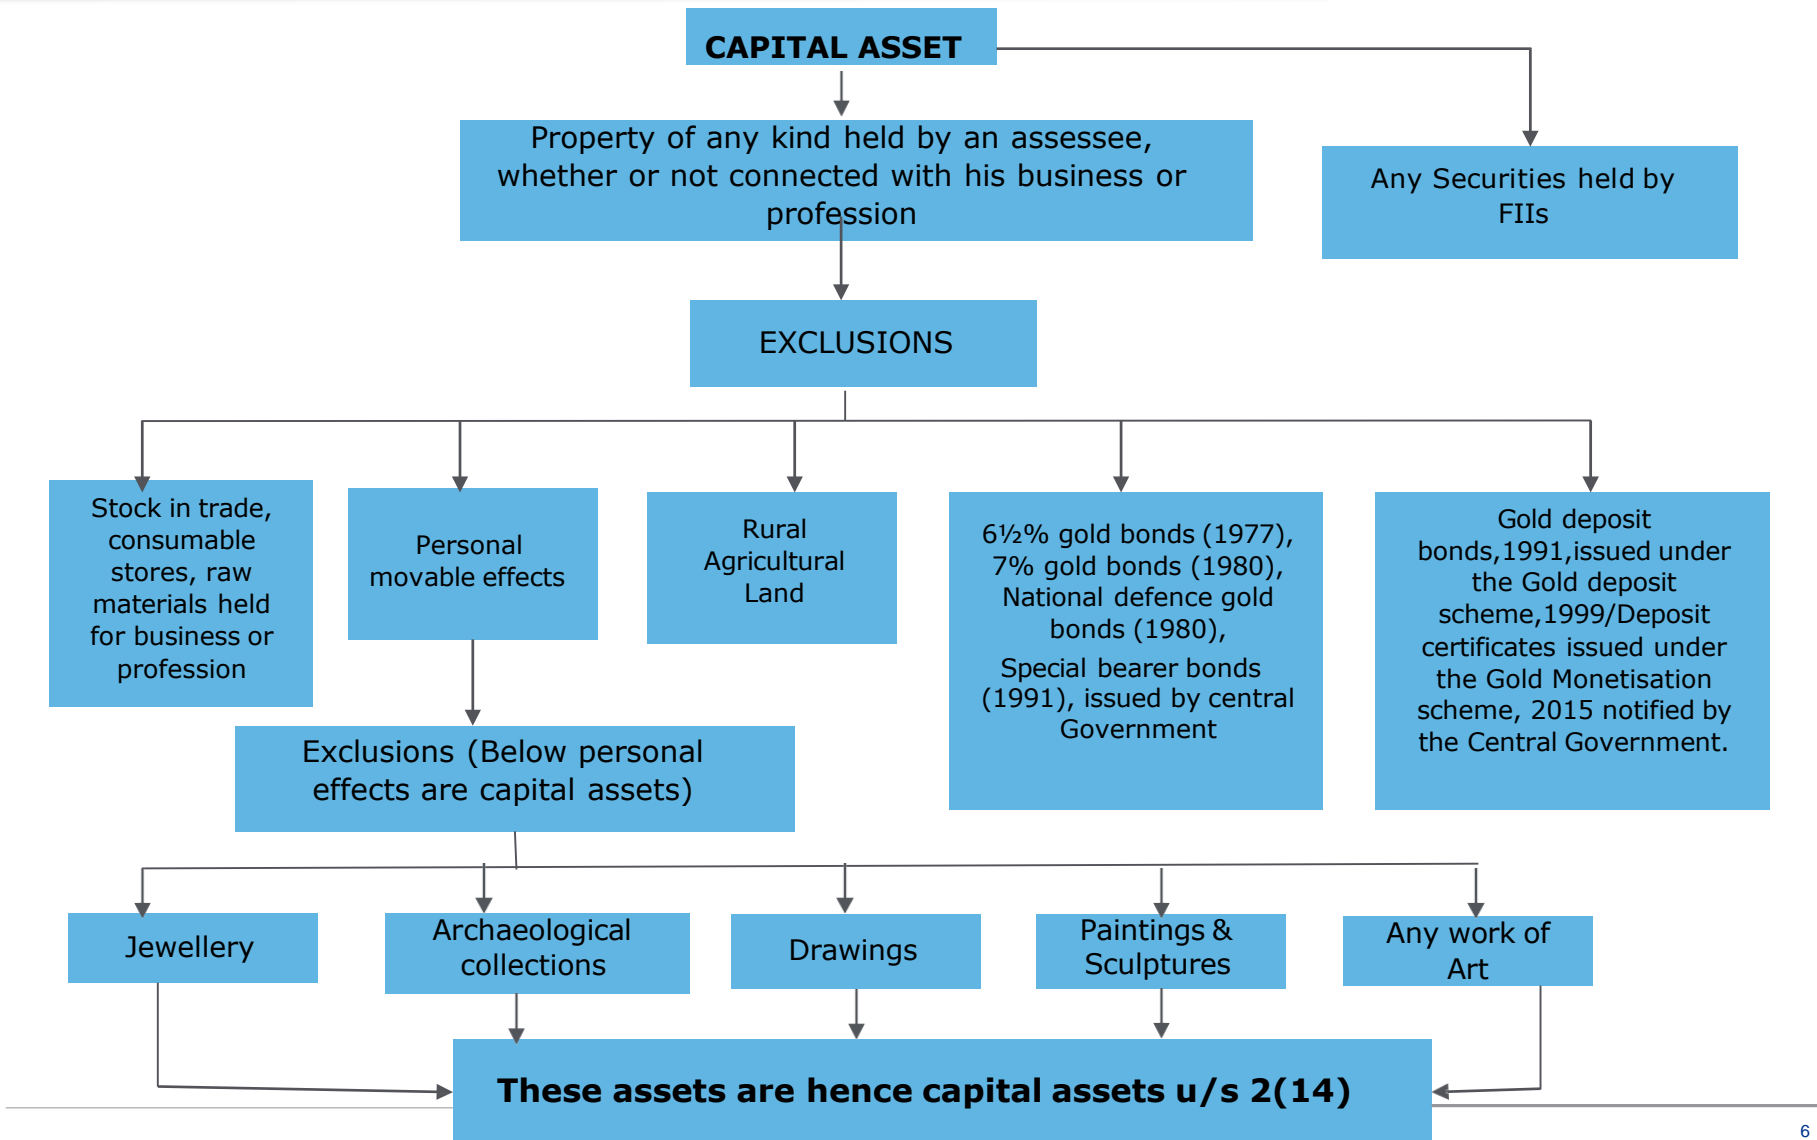 CAPITAL ASSET
Property of any kind held by an assessee,
whether or not connected with his business or
profession
Any Securities held by
FIIs
EXCLUSIONS
Stock in trade,
consumable
stores, raw
materials held
for business or
profession
Personal
movable effects
Rural
Agricultural
Land
6½% gold bonds (1977),
7% gold bonds (1980),
National defence gold
bonds (1980),
Special bearer bonds
(1991), issued by central
Government
Gold deposit
bonds,1991,issued under
the Gold deposit
scheme,1999/Deposit
certificates issued under
the Gold Monetisation
scheme, 2015 notified by
the Central Government.
Exclusions (Below personal
effects are capital assets)
Jewellery
Archaeological
collections
Drawings
Paintings &
Sculptures
Any work of
Art
These assets are hence capital assets u/s 2(14)
6